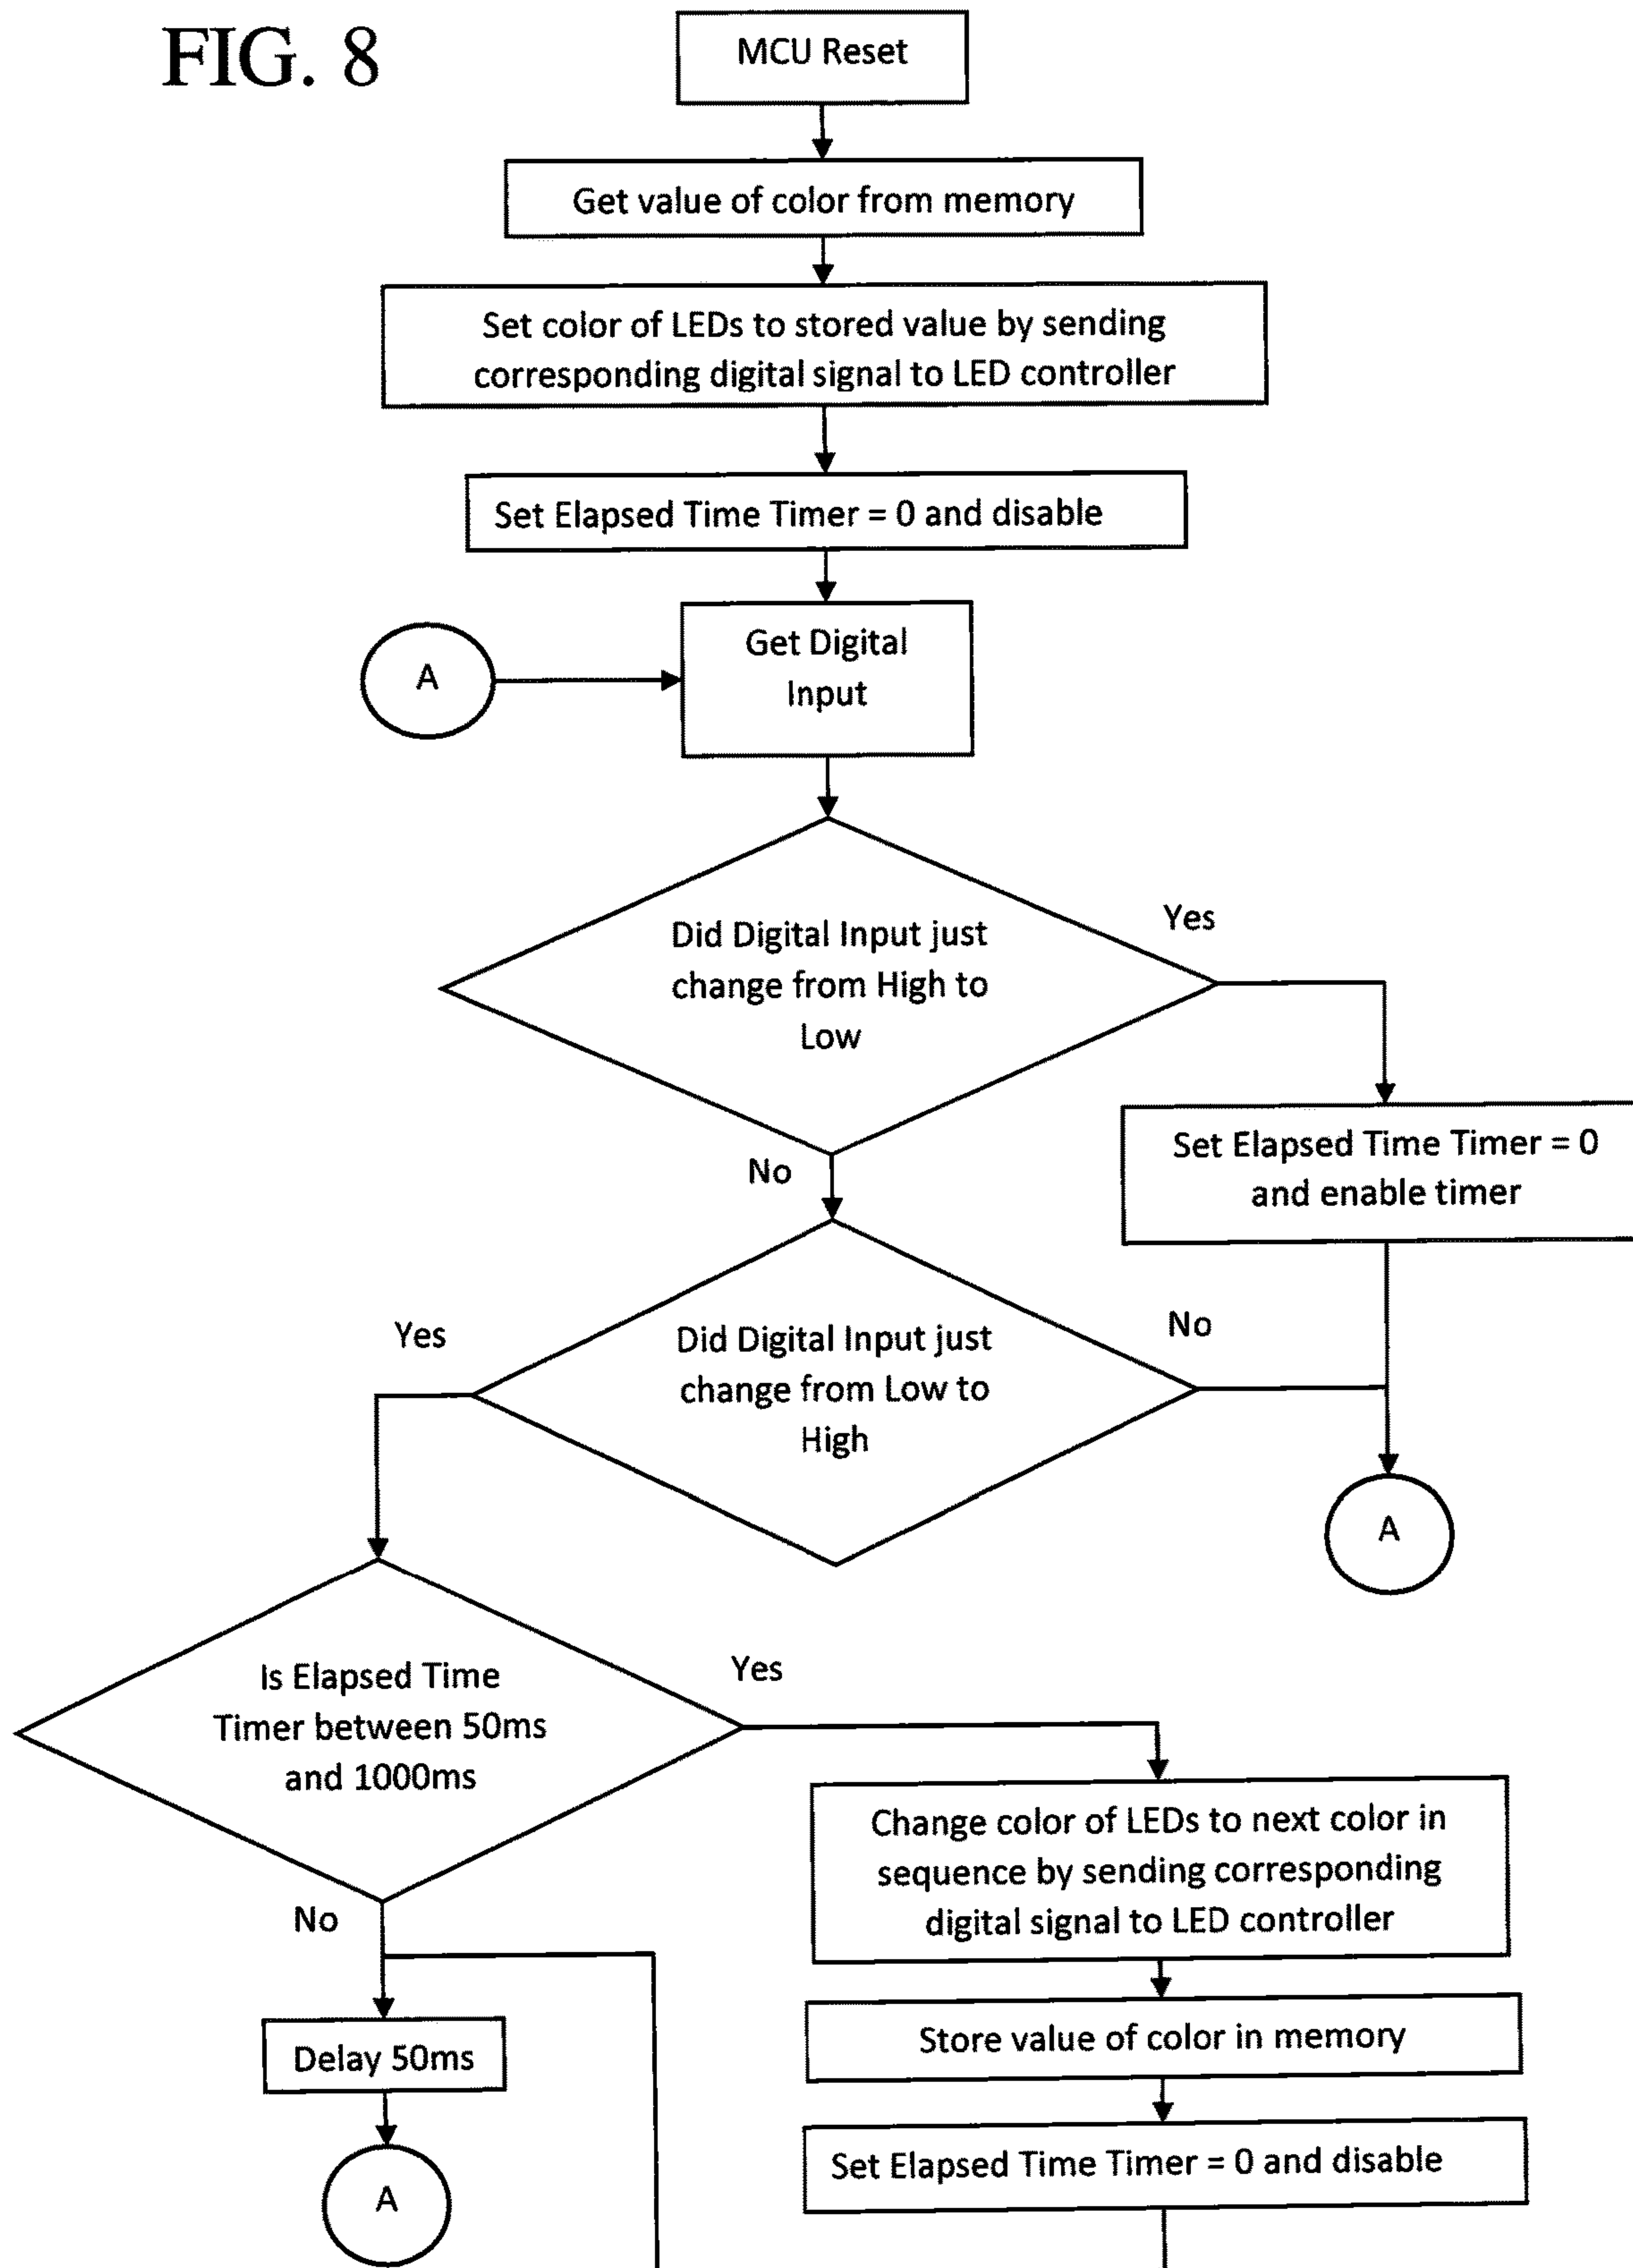 FIG. 8
MCU Reset
Get value of color from memory
Set color of LEDs to stored value by sending
corresponding digital signal to LED controller
Set Elapsed Time Timer = 0 and disable
A
Get Digital
Input
Did Digital Input just
change from High to
Low
Yes
No
Set Elapsed Time Timer = 0
and enable timer
Yes
Did Digital Input just
change from Low to
High
No
A
Is Elapsed Time
Timer between 50ms
and 1000ms
Yes
No
Change color of LEDs to next color in
sequence by sending corresponding
digital signal to LED controller
Delay 50ms
Store value of color in memory
A
Set Elapsed Time Timer = 0 and disable